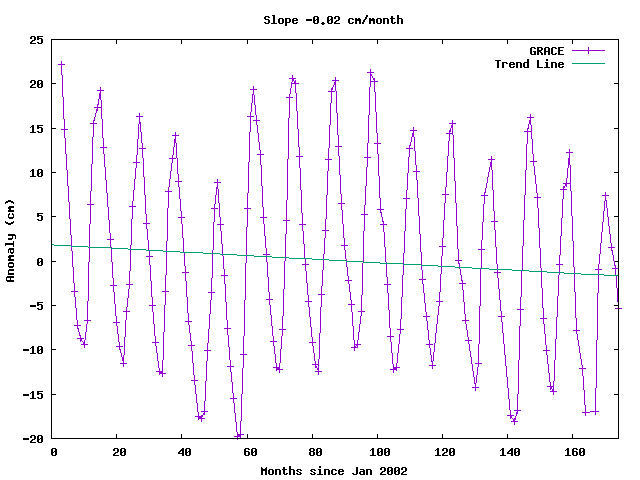 Slope -0.02 cm/month
25
20
15
10
5
0
-5
-10
-15
-20
Anomaly (cm)
GRACE
Trend Line
0 20 40 60 80 100 120 140 160
Months since Jan 2002